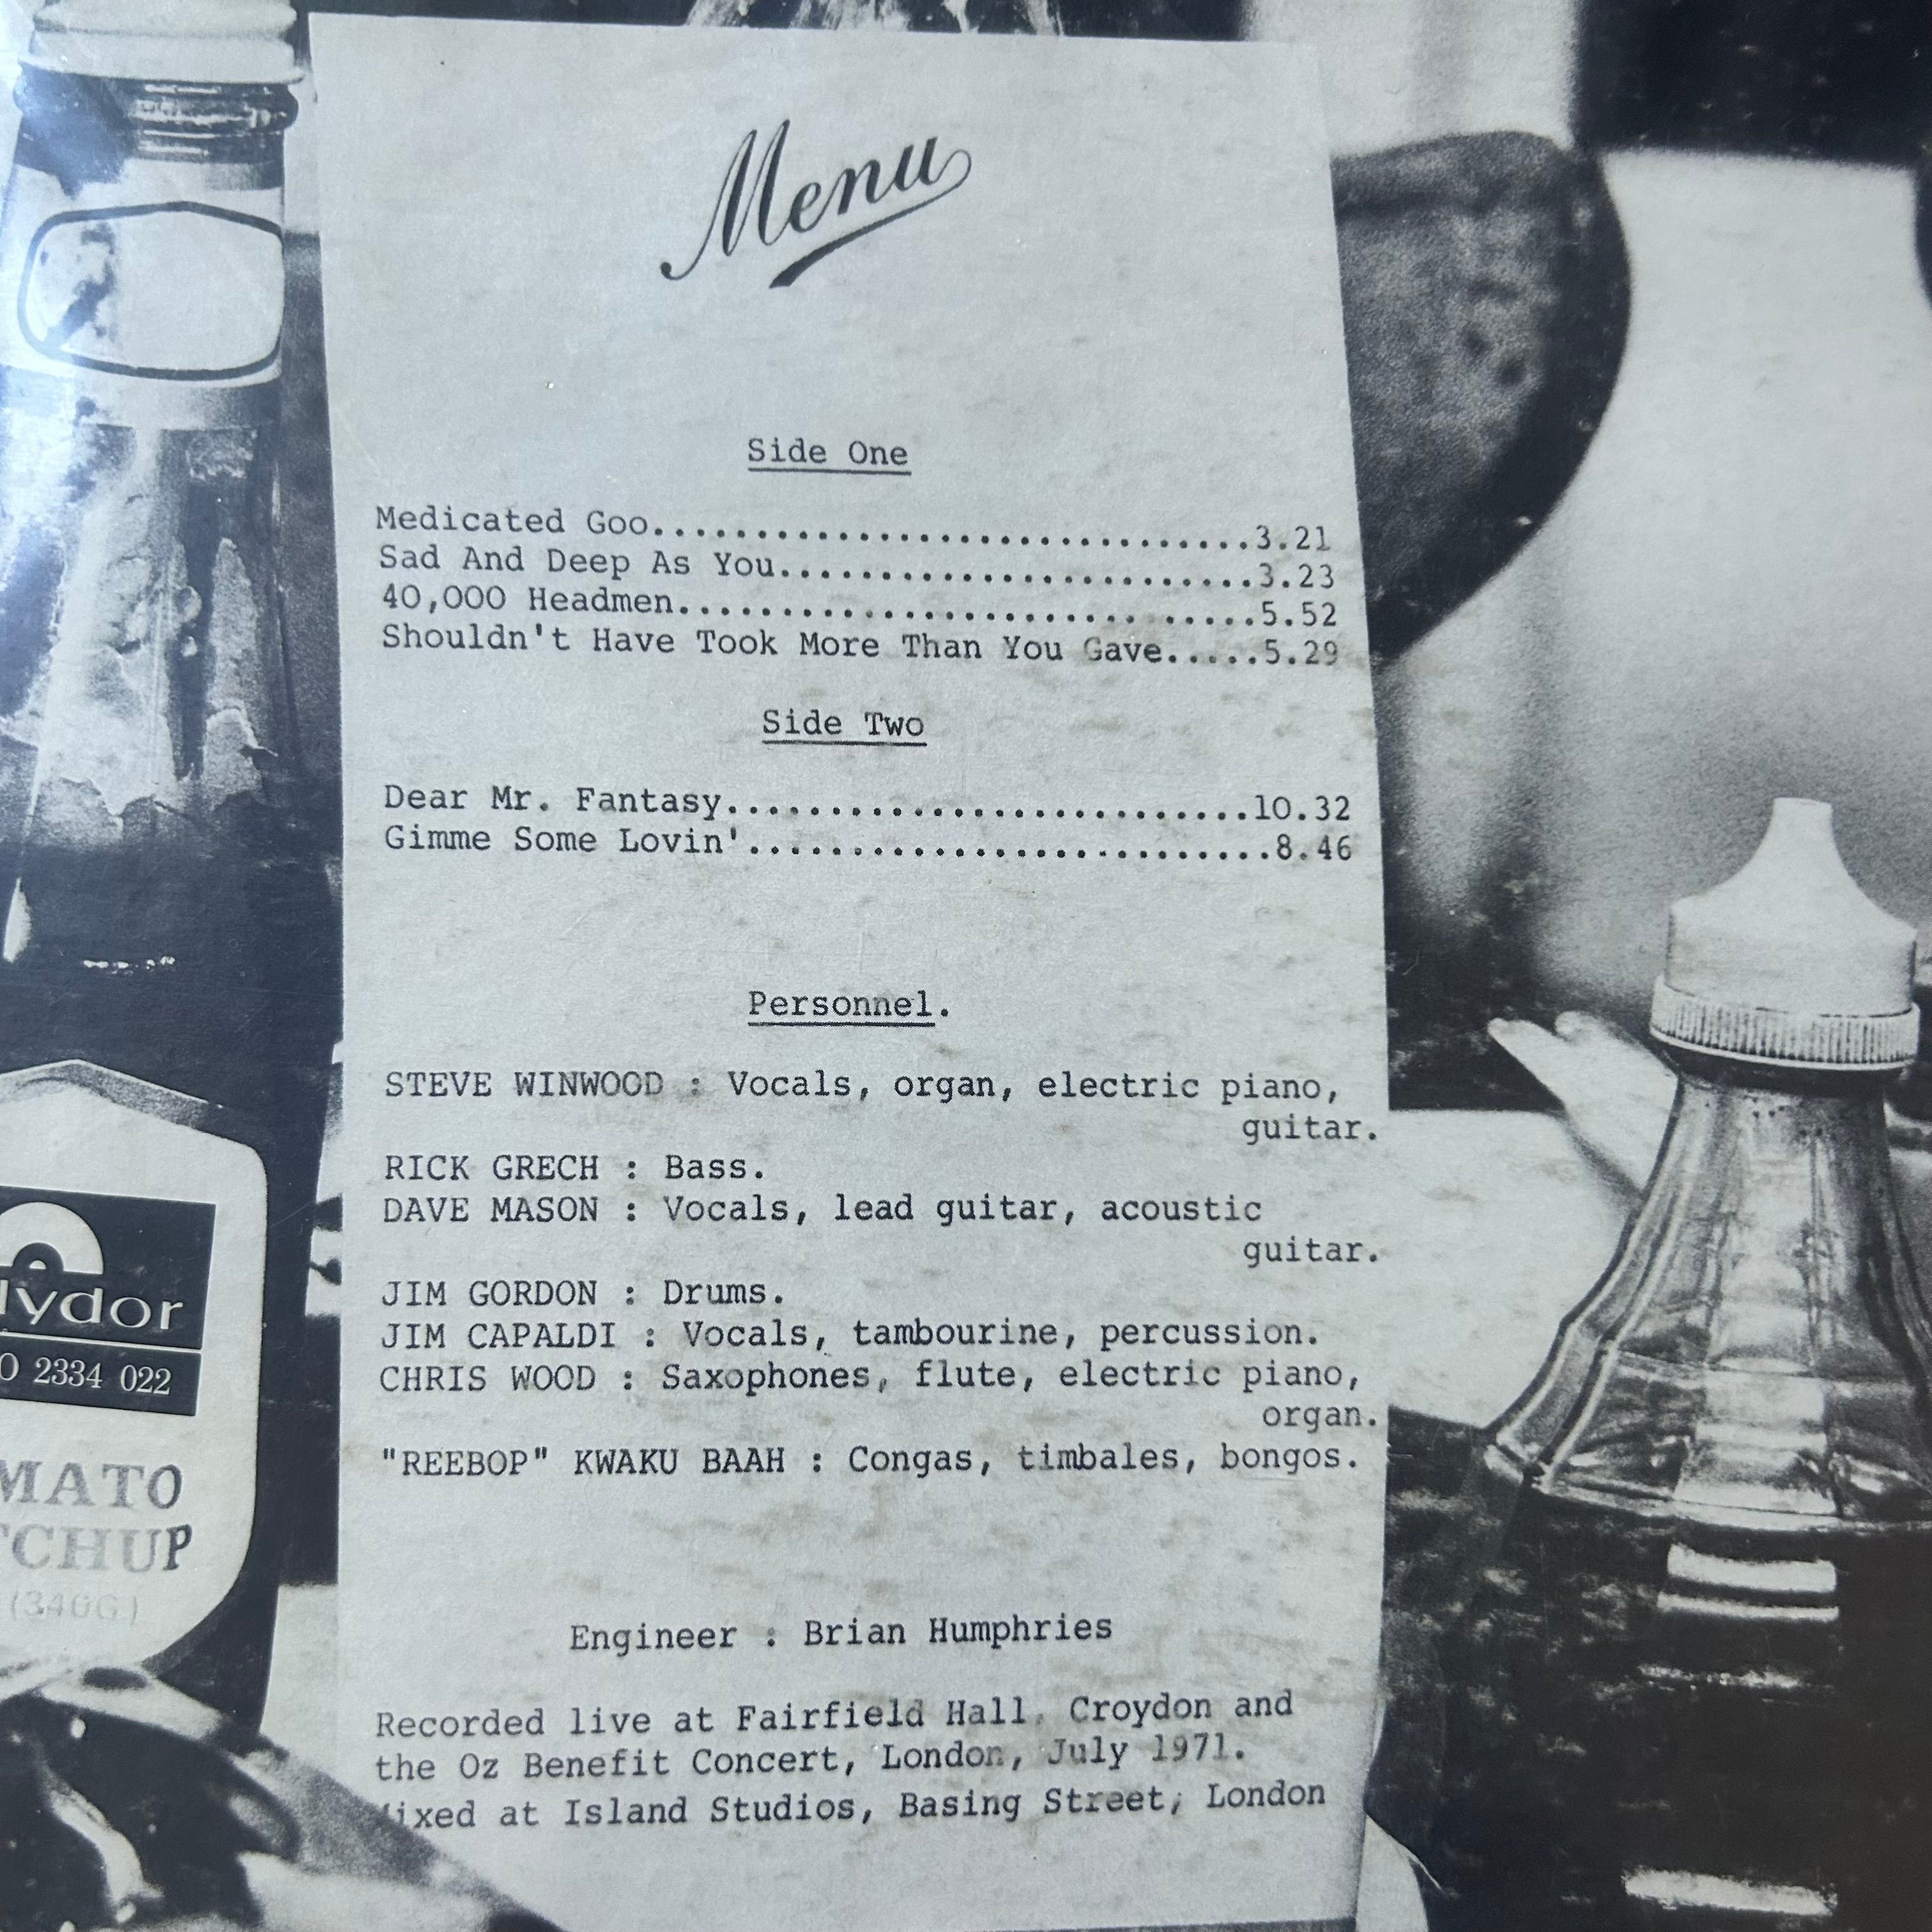 Menu
Side One
Medicated Goo.............................3.21
Sad And Deep As You.......................3.23
40,000 Headmen............................5.52
Shouldn't Have Took More Than You Gave.....5.29
Side Two
Dear Mr. Fantasy.........................10.32
Gimme Some Lovin'..........................8.46
Personnel.
STEVE WINWOOD : Vocals, organ, electric piano,
guitar.
RICK GRECH : Bass.
DAVE MASON : Vocals, lead guitar, acoustic
guitar.
JIM GORDON : Drums.
JIM CAPALDI : Vocals, tambourine, percussion.
CHRIS WOOD : Saxophones, flute, electric piano,
organ.
"REEBOP" KWAKU BAAH : Congas, timbales, bongos.
Engineer : Brian Humphries
Recorded live at Fairfield Hall, Croydon and
the Oz Benefit Concert, London, July 1971.
Mixed at Island Studios, Basing Street, London
lydor
O 2334 022
MATO
TCHUP
(340G)